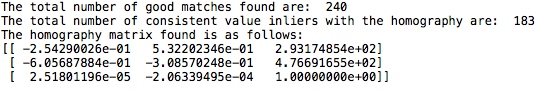 The total number of good matches found are:  240
The total number of consistent value inliers with the homography are:  183
The homography matrix found is as follows:
[[ -2.54290026e-01   5.32202346e-01   2.93174854e+02]
 [ -6.05687884e-01  -3.08570248e-01   4.76691655e+02]
 [  2.51801196e-05  -2.06339495e-04   1.00000000e+00]]